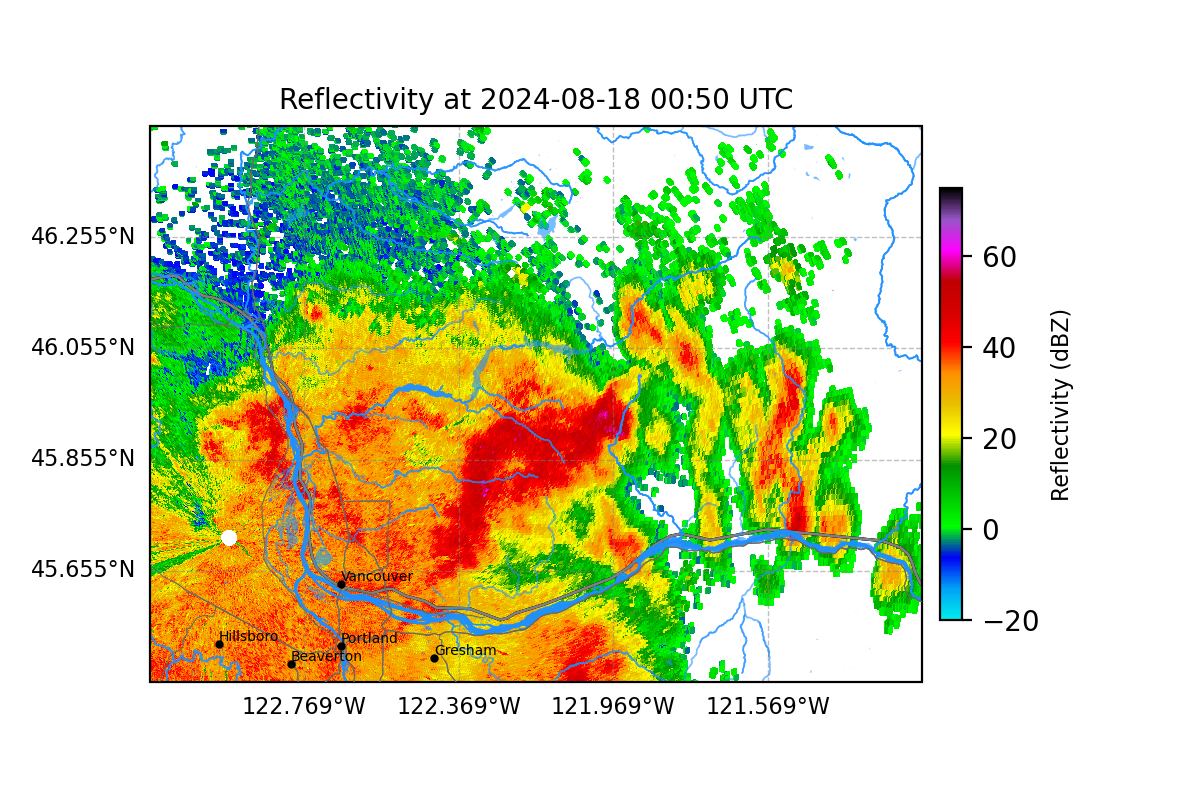 Reflectivity at 2024-08-18 00:50 UTC
46.255°N
46.055°N
45.855°N
45.655°N
Vancouver
Hillsboro
Portland
Beaverton
Gresham
122.769°W
122.369°W
121.969°W
121.569°W
60
40
20
0
−20
Reflectivity (dBZ)